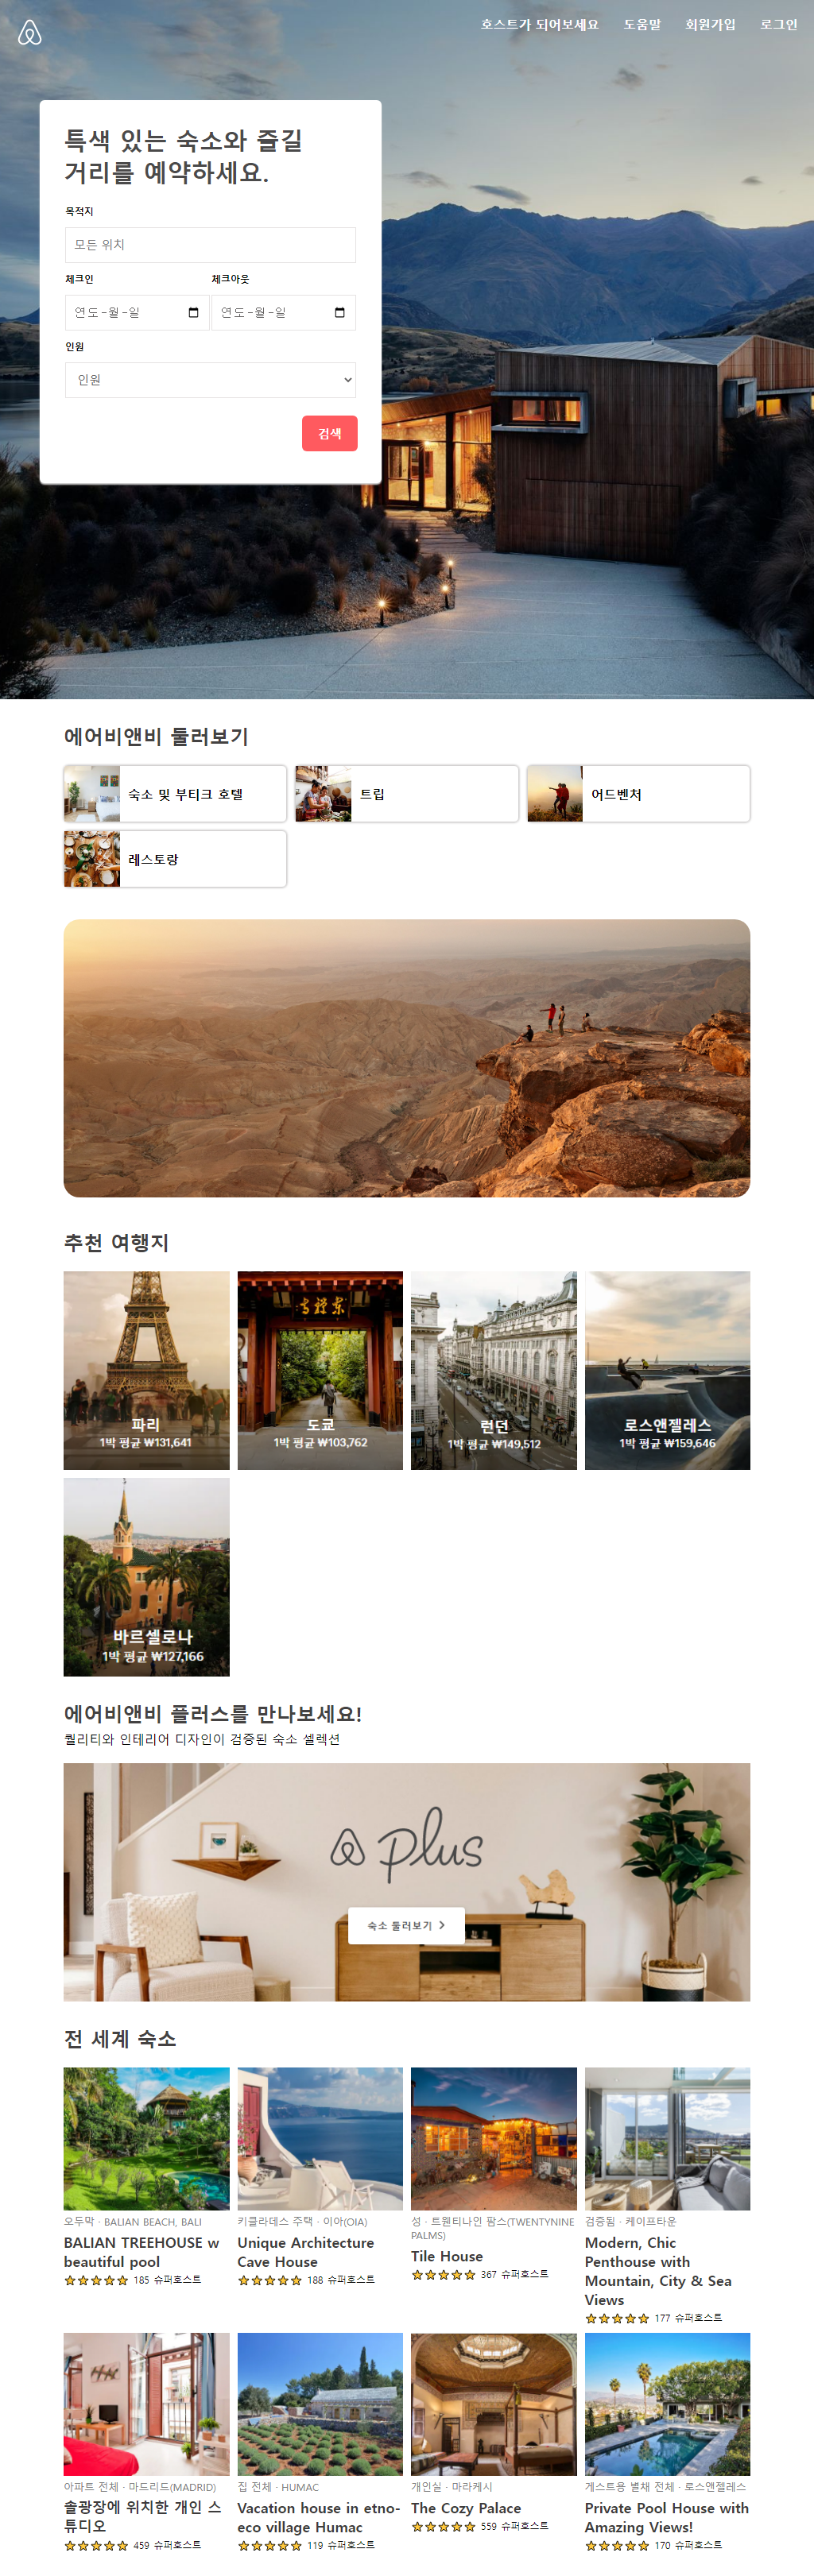 호스트가 되어보세요 도움말 회원가입 로그인
특색 있는 숙소와 즐길
거리를 예약하세요.
목적지
모든 위치
체크인 체크아웃
연도-월-일 연도-월-일
인원
인원
검색
에어비앤비 둘러보기
숙소 및 부티크 호텔 트립 어드벤처
레스토랑
추천 여행지
東禅寺
파리 도쿄 런던 로스앤젤레스
1박 평균 ₩131,641 1박 평균 ₩103,762 1박 평균 ₩149,512 1박 평균 ₩159,646
바르셀로나
1박 평균 ₩127,166
에어비앤비 플러스를 만나보세요!
퀄리티와 인테리어 디자인이 검증된 숙소 셀렉션
plus
숙소 둘러보기 >
전 세계 숙소
오두막 · BALIAN BEACH, BALI
BALIAN TREEHOUSE w
beautiful pool
185 슈퍼호스트
키클라데스 주택 · 이아(OIA)
Unique Architecture
Cave House
188 슈퍼호스트
성 · 트웬티나인 팜스(TWENTYNINE
PALMS)
Tile House
367 슈퍼호스트
검증됨 · 케이프타운
Modern, Chic
Penthouse with
Mountain, City & Sea
Views
177 슈퍼호스트
아파트 전체 · 마드리드(MADRID)
솔광장에 위치한 개인 스
튜디오
459 슈퍼호스트
집 전체 · HUMAC
Vacation house in etno-
eco village Humac
119 슈퍼호스트
개인실 · 마라케시
The Cozy Palace
559 슈퍼호스트
게스트용 별채 전체 · 로스앤젤레스
Private Pool House with
Amazing Views!
170 슈퍼호스트